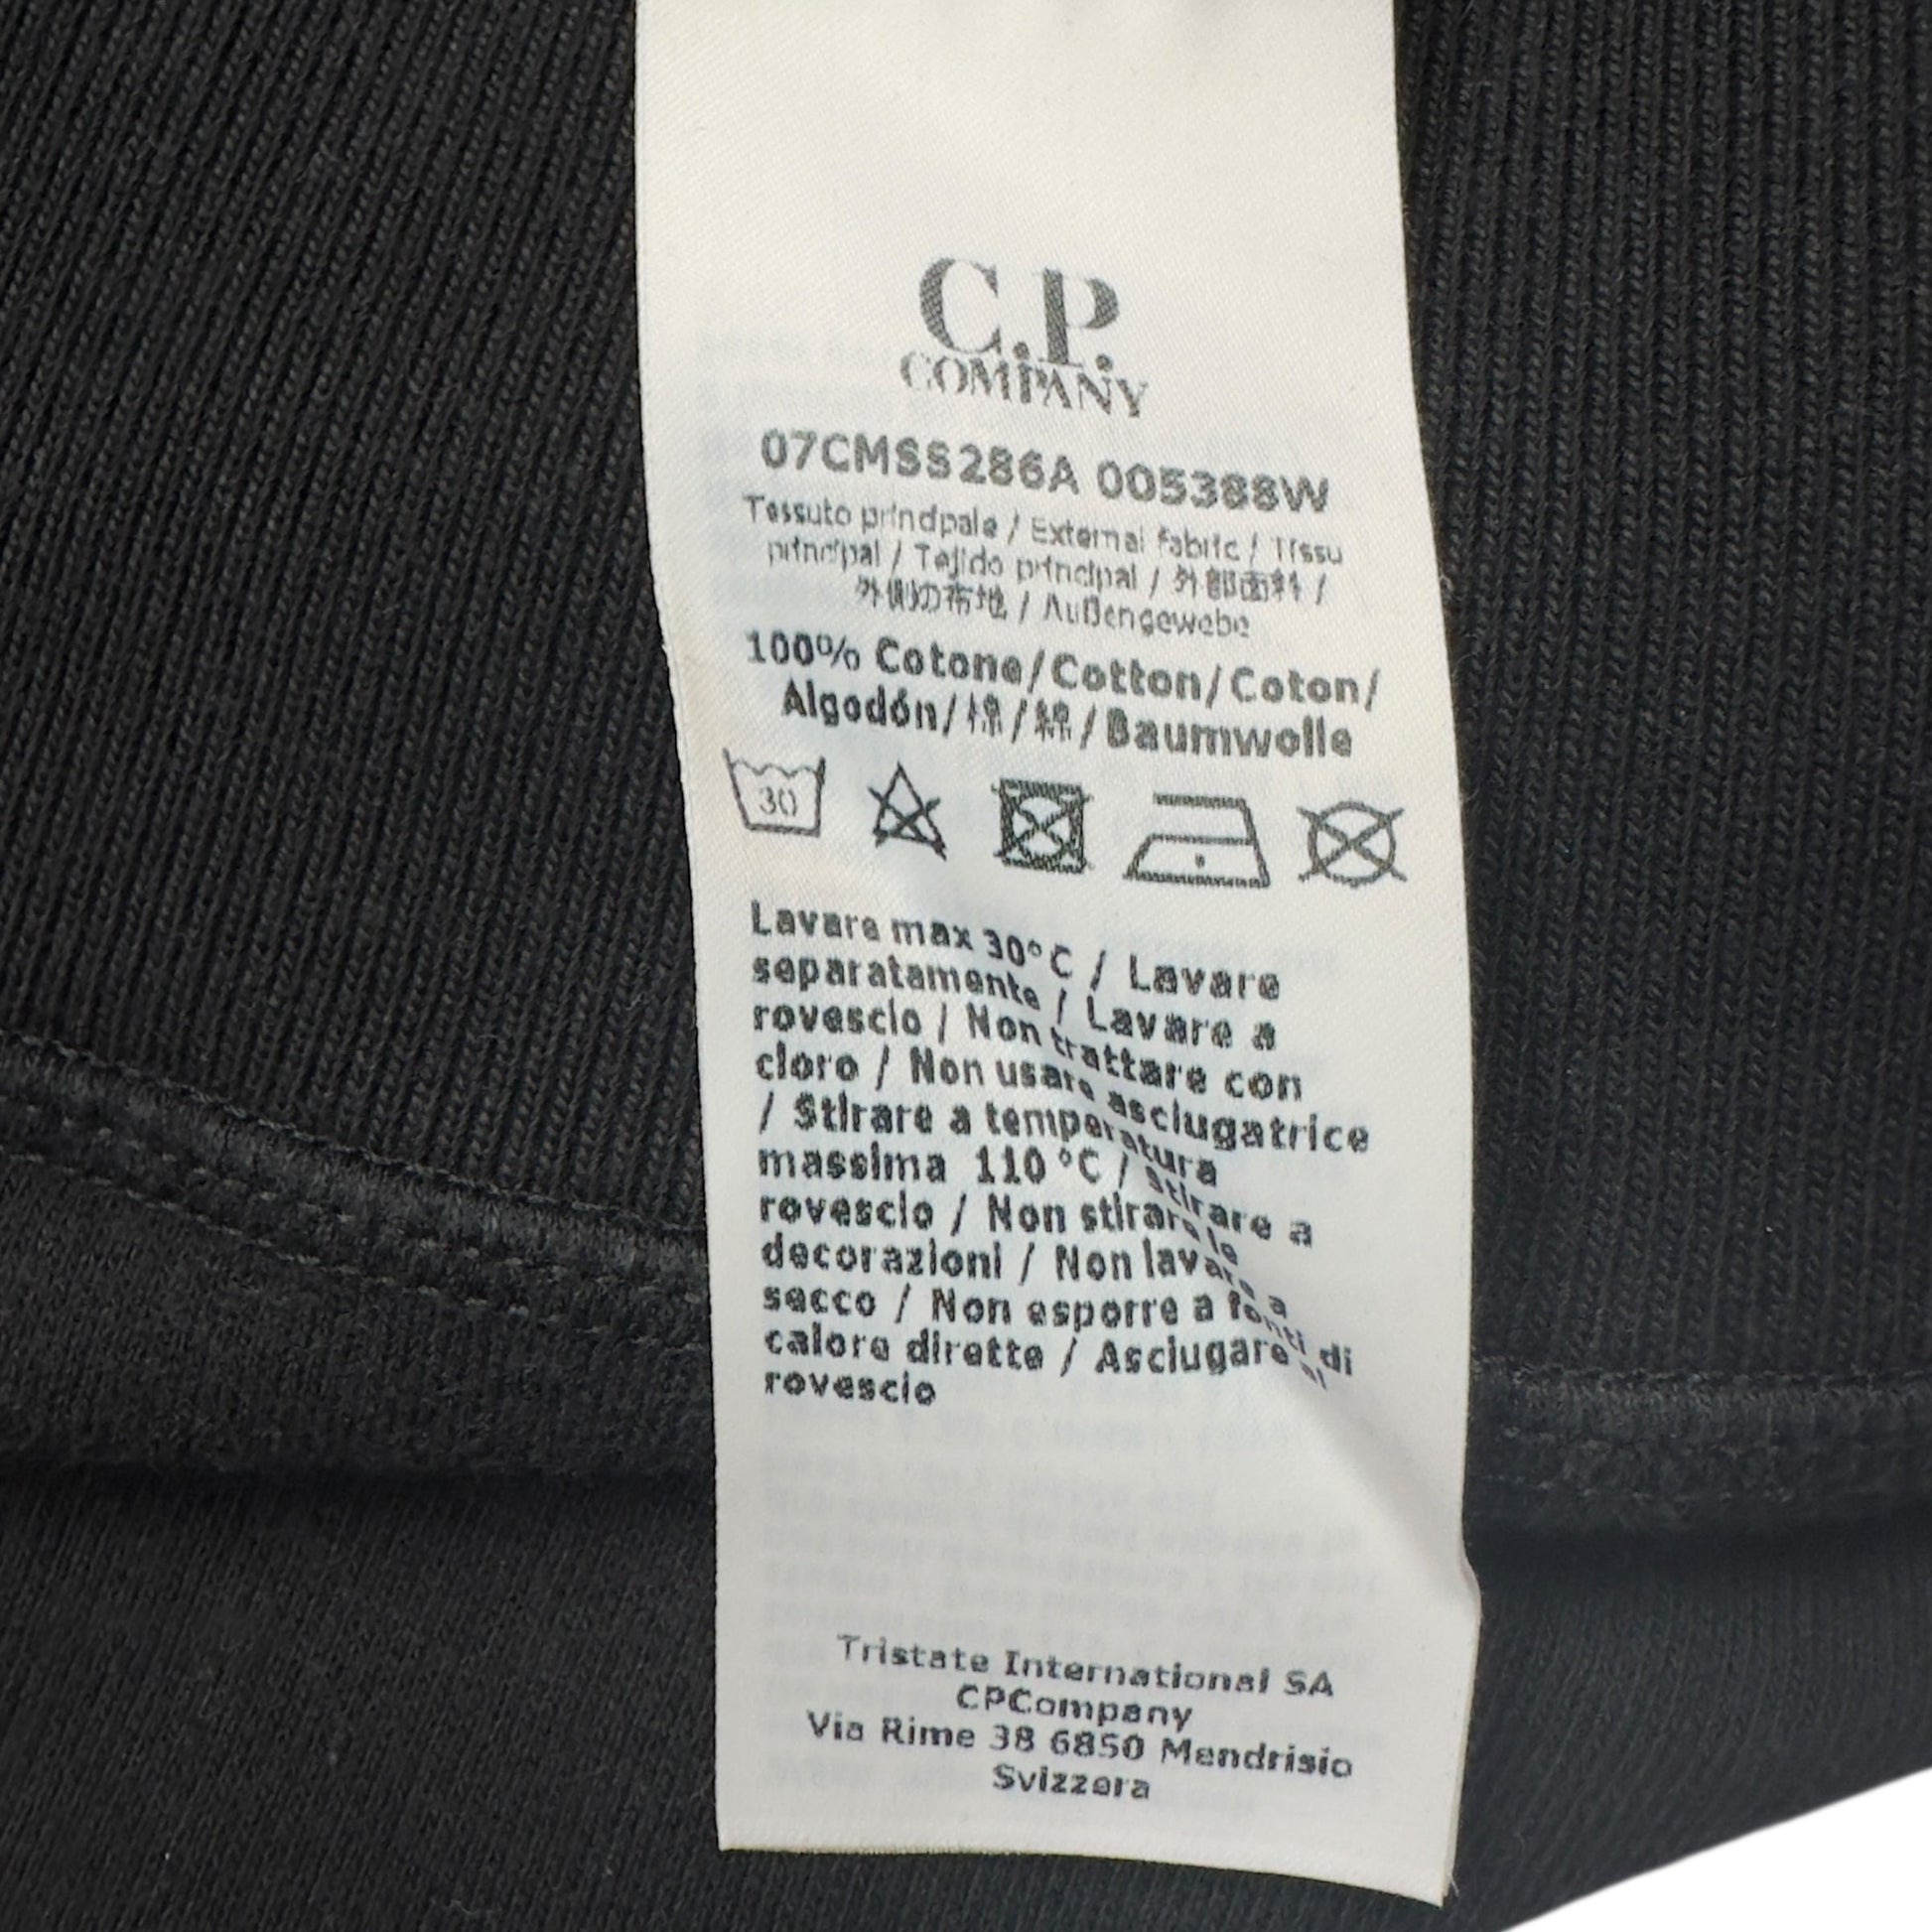 C.P.
COMPANY
07CMSS286A 005388W
Tessuto principale / External fabric / Tissu
principal / Tejido principal / 外部面料 /
外側の布地 / Außengewebe
100% Cotone/Cotton/Coton/
Algodón/棉/綿/Baumwolle
30
Lavare max 30°C / Lavare
separatamente / Lavare a
rovescio / Non trattare con
cloro / Non usare asciugatrice
/ Stirare a temperatura
massima 110°C / Stirare a
rovescio / Non stirare le
decorazioni / Non lavare a
secco / Non esporre a fonti di
calore dirette / Asciugare al
rovescio
Tristate International SA
CPCompany
Via Rime 38 6850 Mendrisio
Svizzera